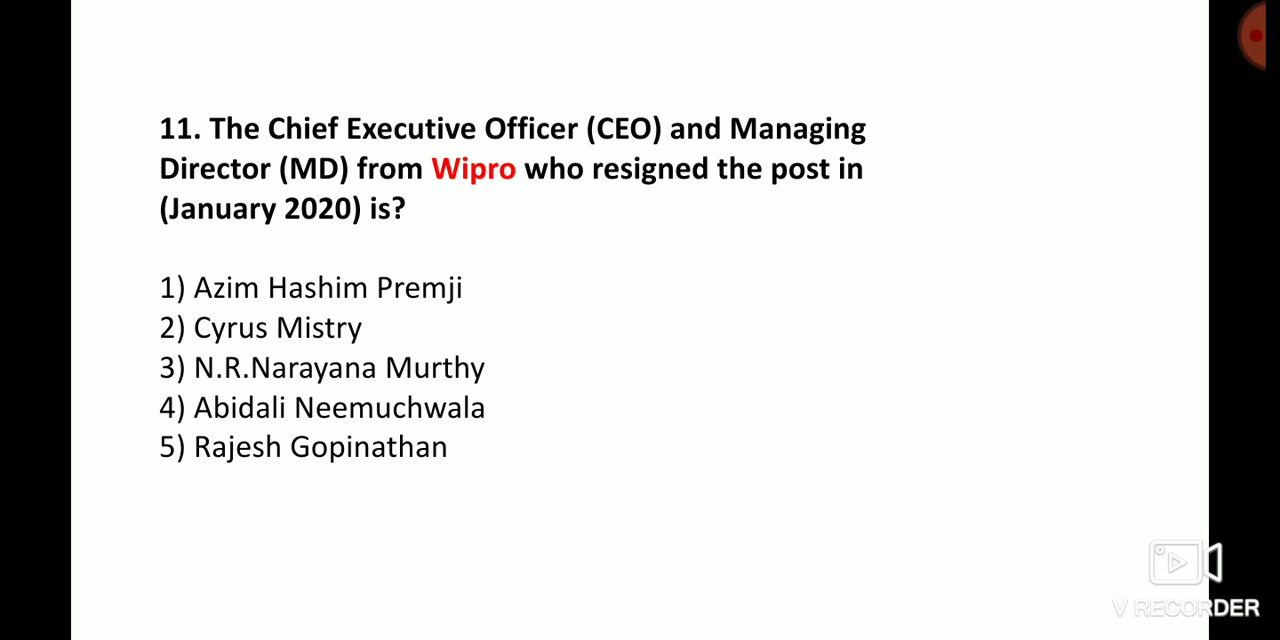 11. The Chief Executive Officer (CEO) and Managing
Director (MD) from Wipro who resigned the post in
(January 2020) is?
1) Azim Hashim Premji
2) Cyrus Mistry
3) N.R.Narayana Murthy
4) Abidali Neemuchwala
5) Rajesh Gopinathan
V RECORDER